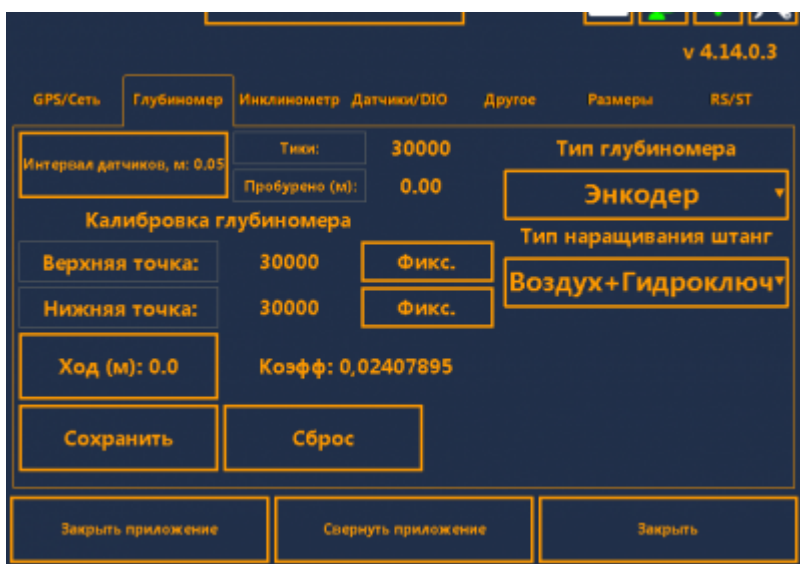 v 4.14.0.3
GPS/Сеть Глубиномер Инклинометр Датчики/DIO Другое Размеры RS/ST
Интервал датчиков, м: 0.05
Тики: 30000
Пробурено (м): 0.00
Тип глубиномера
Энкодер
Калибровка глубиномера
Тип наращивания штанг
Воздух+Гидроключ
Верхняя точка: 30000 Фикс.
Нижняя точка: 30000 Фикс.
Ход (м): 0.0 Коэфф: 0,02407895
Сохранить Сброс
Закрыть приложение Свернуть приложение Закрыть